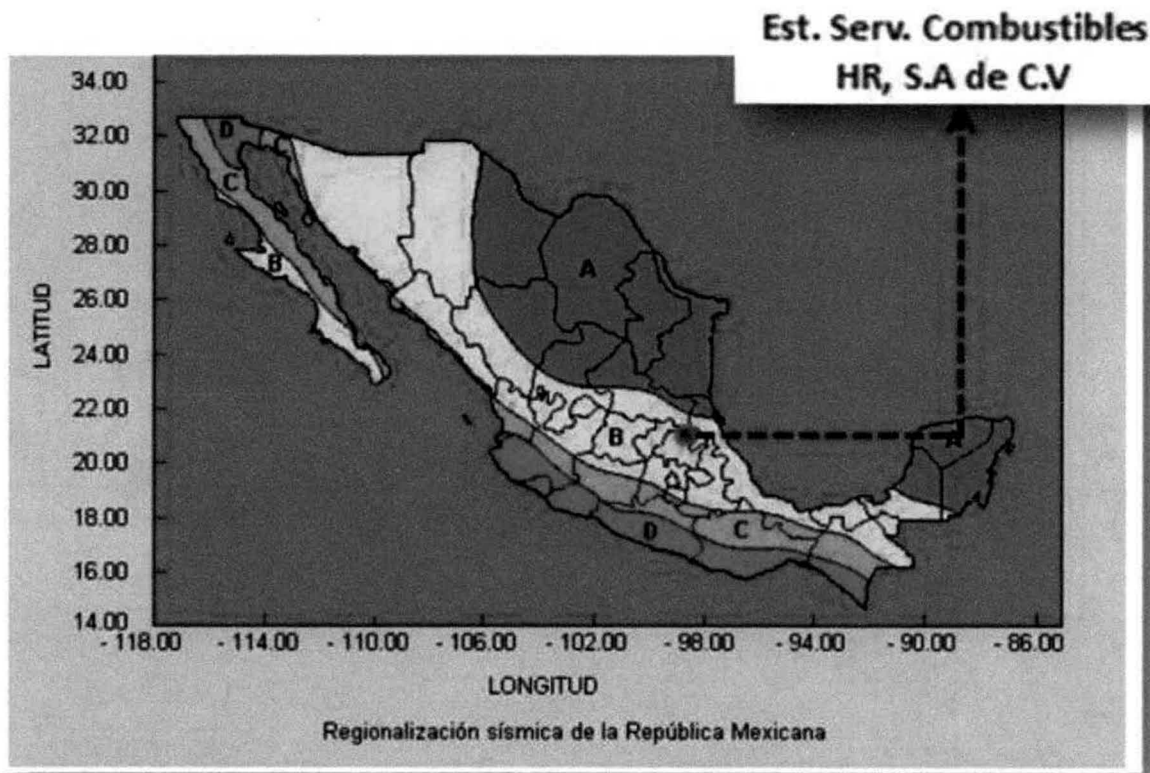 Est. Serv. Combustibles
HR, S.A de C.V
34.00
32.00
30.00
28.00
26.00
24.00
22.00
20.00
18.00
16.00
14.00
LATITUD
D
C
C
B
A
B
A
D
C
- 118.00 - 114.00 - 110.00 - 106.00 - 102.00 - 98.00 - 94.00 - 90.00 - 86.00
LONGITUD
Regionalización sísmica de la República Mexicana